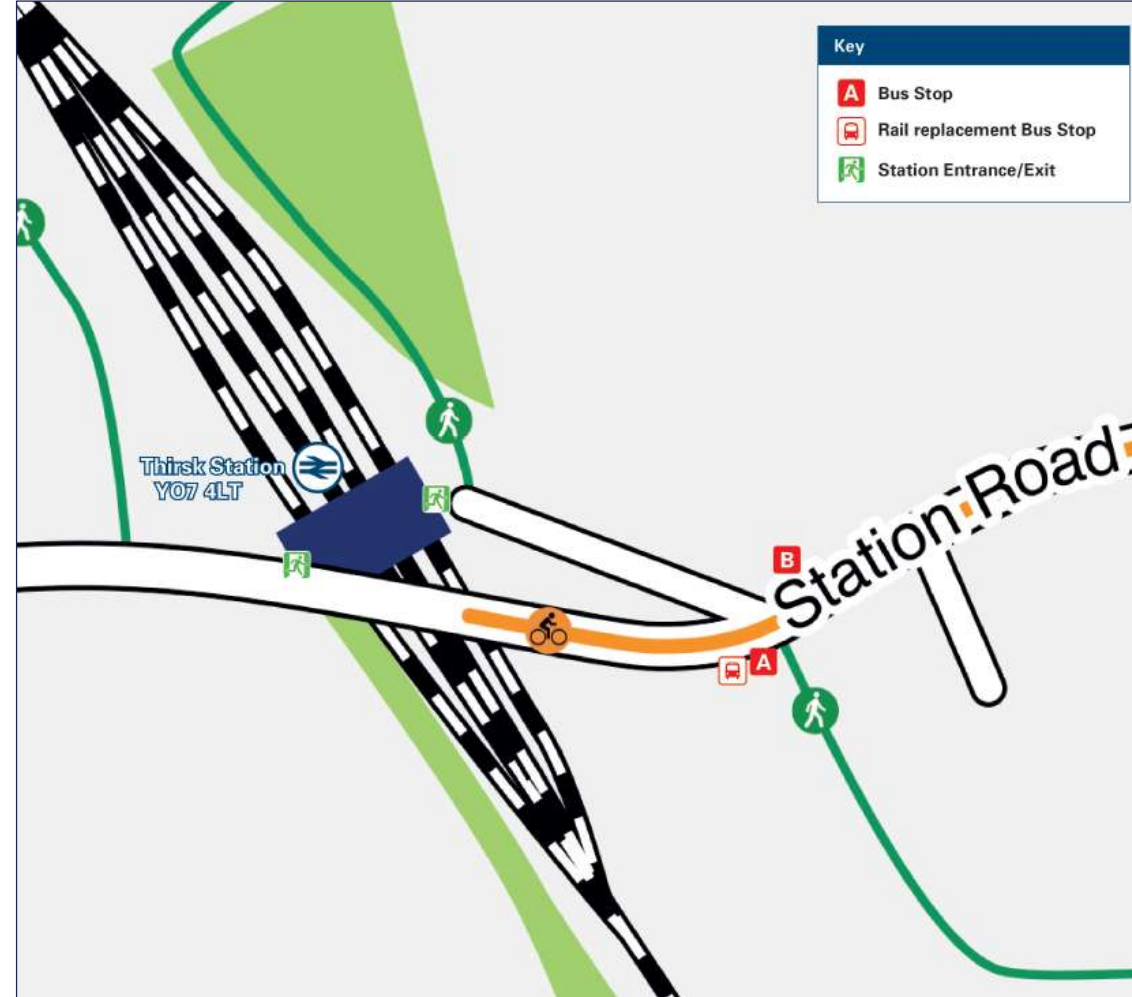 Key
A Bus Stop
Rail replacement Bus Stop
Station Entrance/Exit
Thirsk Station
YO7 4LT
Station Road
B
A